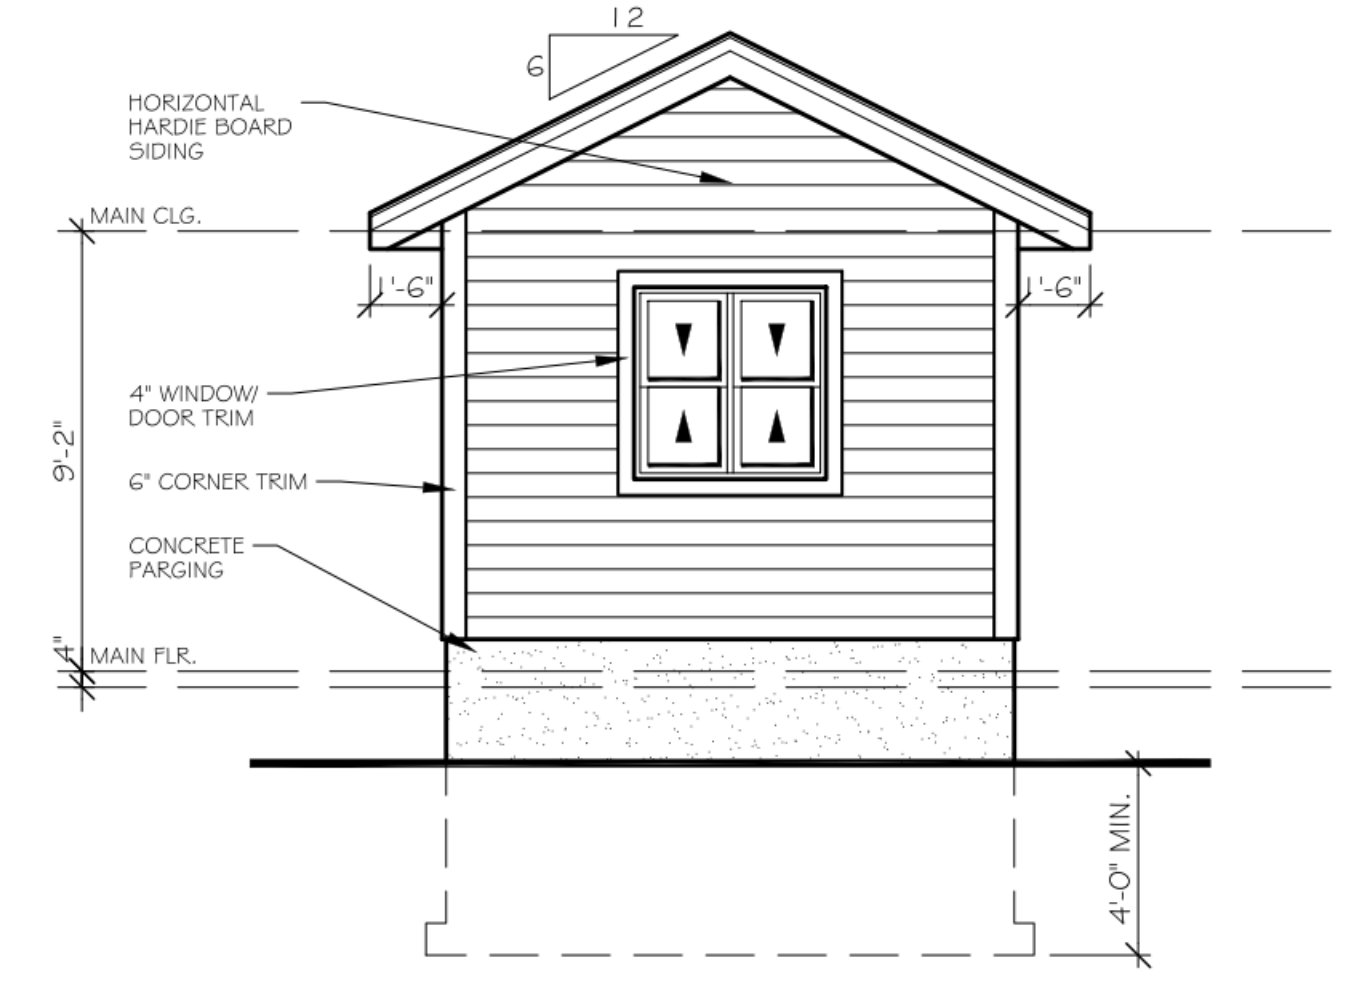 12
6
HORIZONTAL
HARDIE BOARD
SIDING
MAIN CLG.
1'-6"
1'-6"
4" WINDOW/
DOOR TRIM
9'-2"
6" CORNER TRIM
CONCRETE
PARGING
4"
MAIN FLR.
4'-0" MIN.